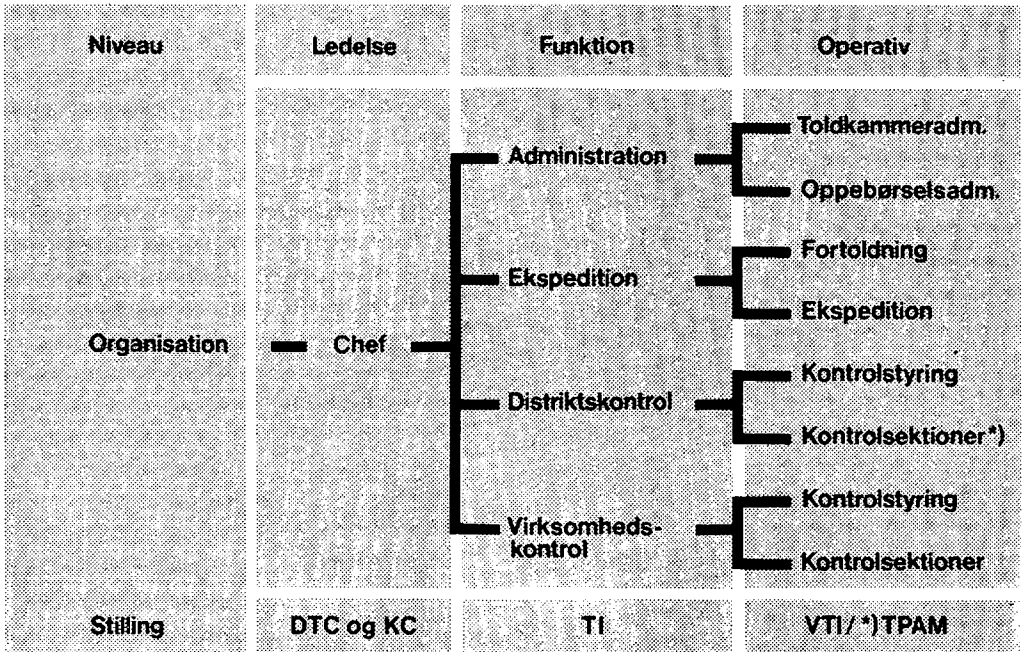 Niveau Ledelse Funktion Operativ
Toldkammeradm.
Administration
Oppebørselsadm.
Fortoldning
Ekspedition
Ekspedition
Organisation Chef
Kontrolstyring
Distriktskontrol
Kontrolsektioner*)
Kontrolstyring
Virksomheds-
kontrol
Kontrolsektioner
Stilling DTC og KC TI VTI / *) TPAM